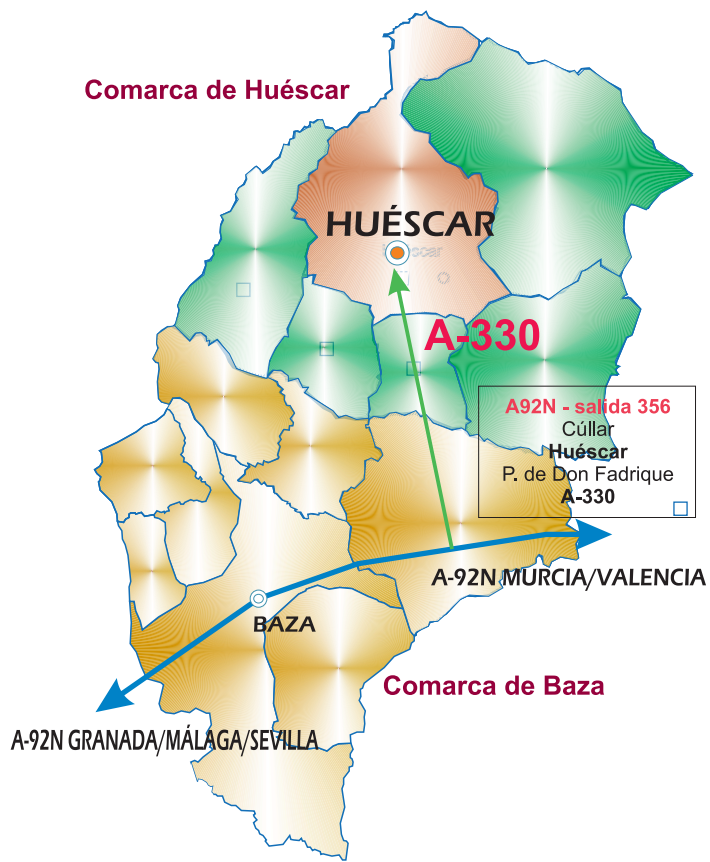 Comarca de Huéscar
HUÉSCAR
Huéscar
A-330
A92N - salida 356
Cúllar
Huéscar
P. de Don Fadrique
A-330
A-92N MURCIA/VALENCIA
BAZA
Comarca de Baza
A-92N GRANADA/MÁLAGA/SEVILLA